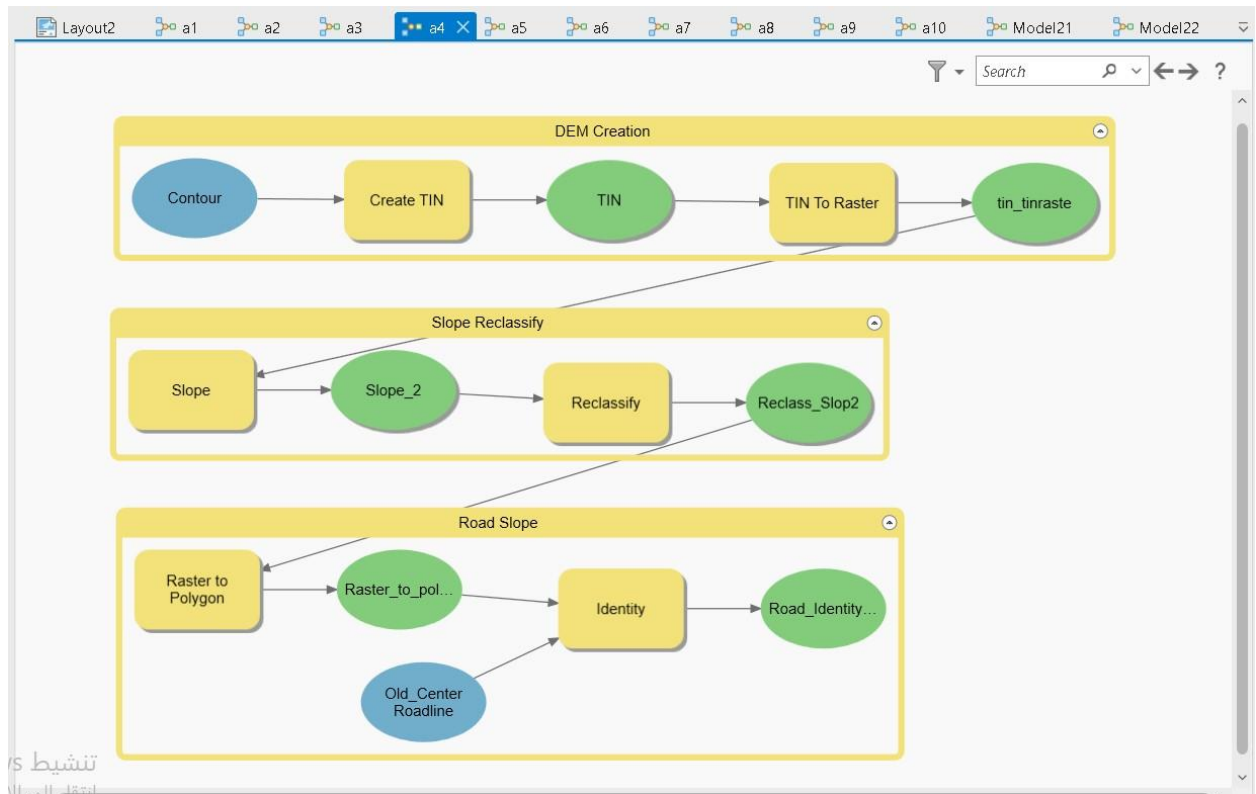 Layout2 a1 a2 a3 a4 a5 a6 a7 a8 a9 a10 Model21 Model22
Search ?
DEM Creation
Contour Create TIN TIN TIN To Raster tin_tinraste
Slope Reclassify
Slope Slope_2 Reclassify Reclass_Slop2
Road Slope
Raster to
Polygon
Raster_to_pol...
Identity
Road_Identity...
Old_Center
Roadline
تنشيط